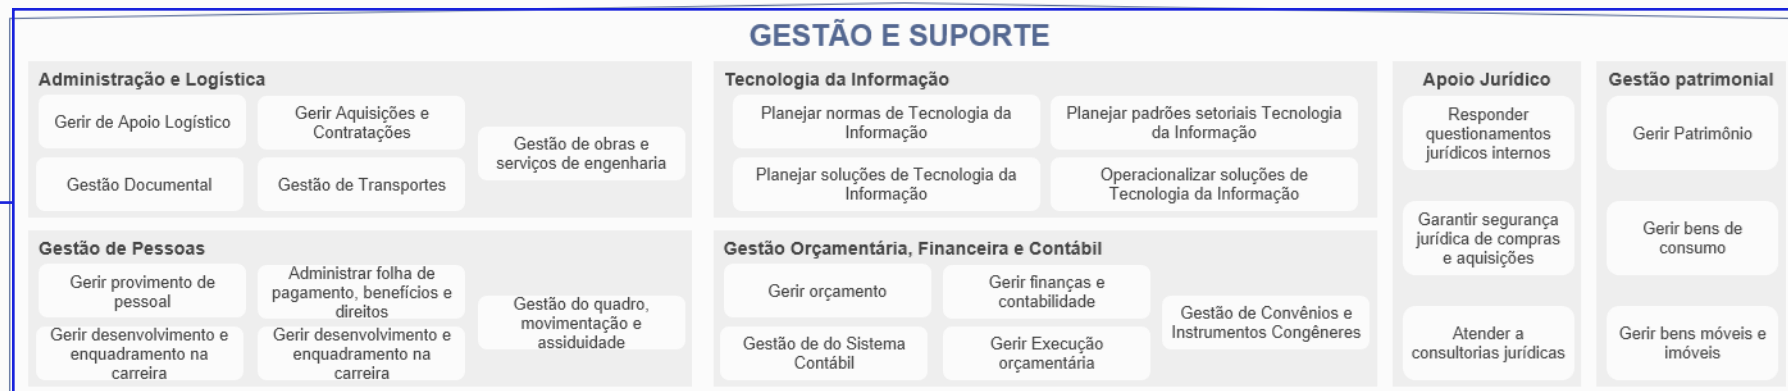 GESTÃO E SUPORTE
Administração e Logística
Gerir de Apoio Logístico
Gerir Aquisições e
Contratações
Gestão de obras e
serviços de engenharia
Gestão Documental
Gestão de Transportes
Tecnologia da Informação
Planejar normas de Tecnologia da
Informação
Planejar padrões setoriais Tecnologia
da Informação
Planejar soluções de Tecnologia da
Informação
Operacionalizar soluções de
Tecnologia da Informação
Apoio Jurídico
Responder
questionamentos
jurídicos internos
Garantir segurança
jurídica de compras
e aquisições
Atender a
consultorias jurídicas
Gestão patrimonial
Gerir Patrimônio
Gerir bens de
consumo
Gerir bens móveis e
imóveis
Gestão de Pessoas
Gerir provimento de
pessoal
Administrar folha de
pagamento, benefícios e
direitos
Gestão do quadro,
movimentação e
assiduidade
Gerir desenvolvimento e
enquadramento na
carreira
Gerir desenvolvimento e
enquadramento na
carreira
Gestão Orçamentária, Financeira e Contábil
Gerir orçamento
Gerir finanças e
contabilidade
Gestão de Convênios e
Instrumentos Congêneres
Gestão de do Sistema
Contábil
Gerir Execução
orçamentária